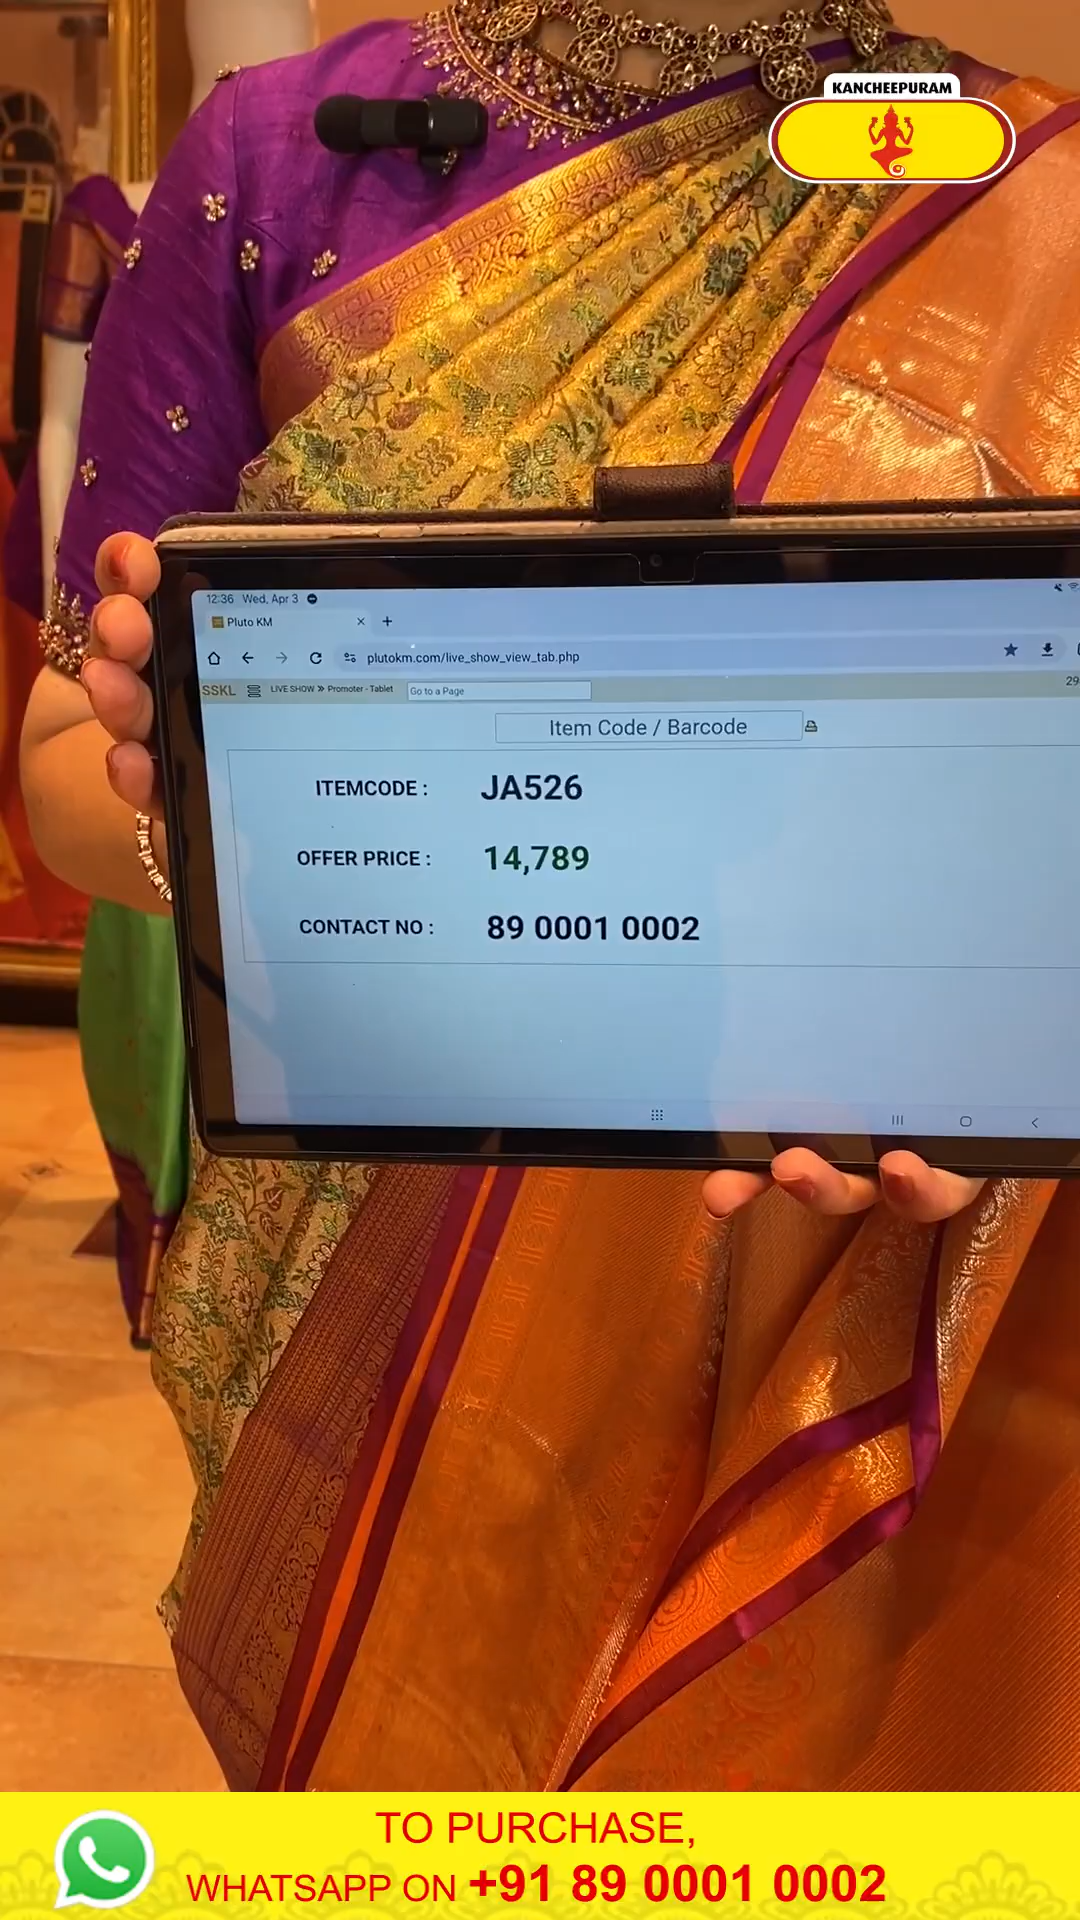 KANCHEEPURAM
12:36 Wed, Apr 3
Pluto KM
plutokm.com/live_show_view_tab.php
SSKL LIVE SHOW >> Promoter - Tablet Go to a Page 29
Item Code / Barcode
ITEMCODE : JA526
OFFER PRICE : 14,789
CONTACT NO : 89 0001 0002
TO PURCHASE,
WHATSAPP ON +91 89 0001 0002